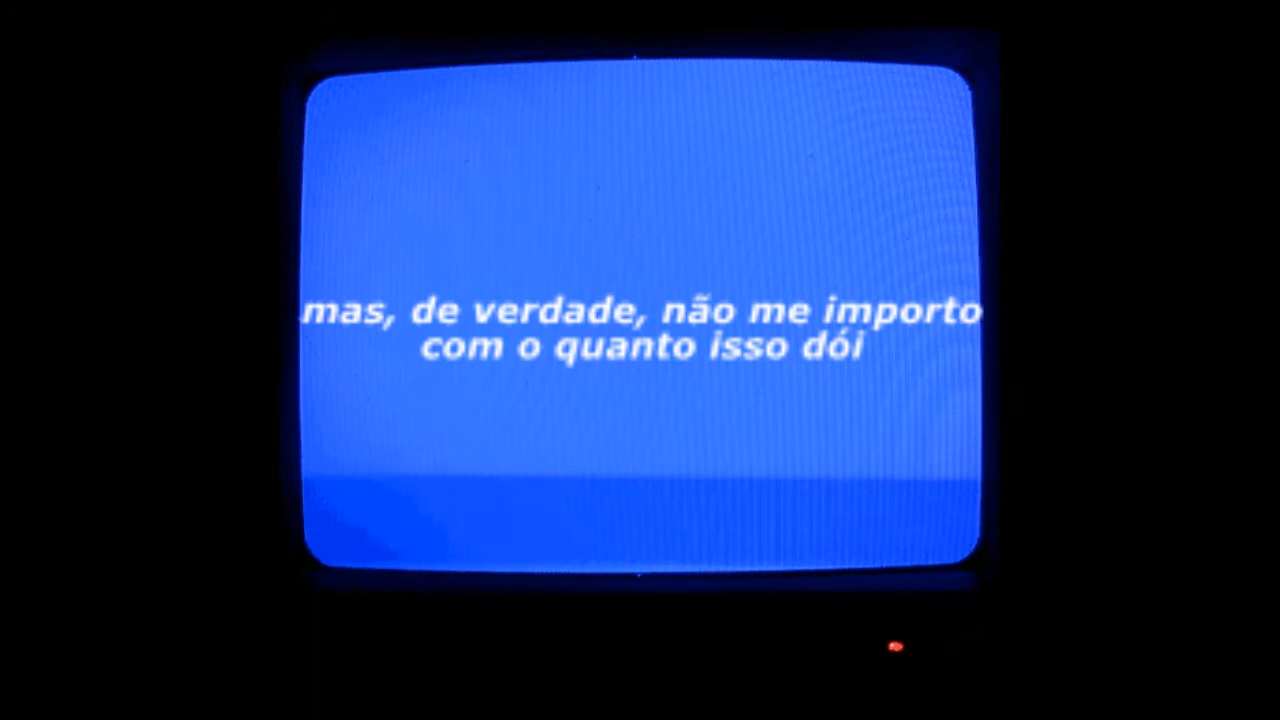 mas, de verdade, não me importo
com o quanto isso dói